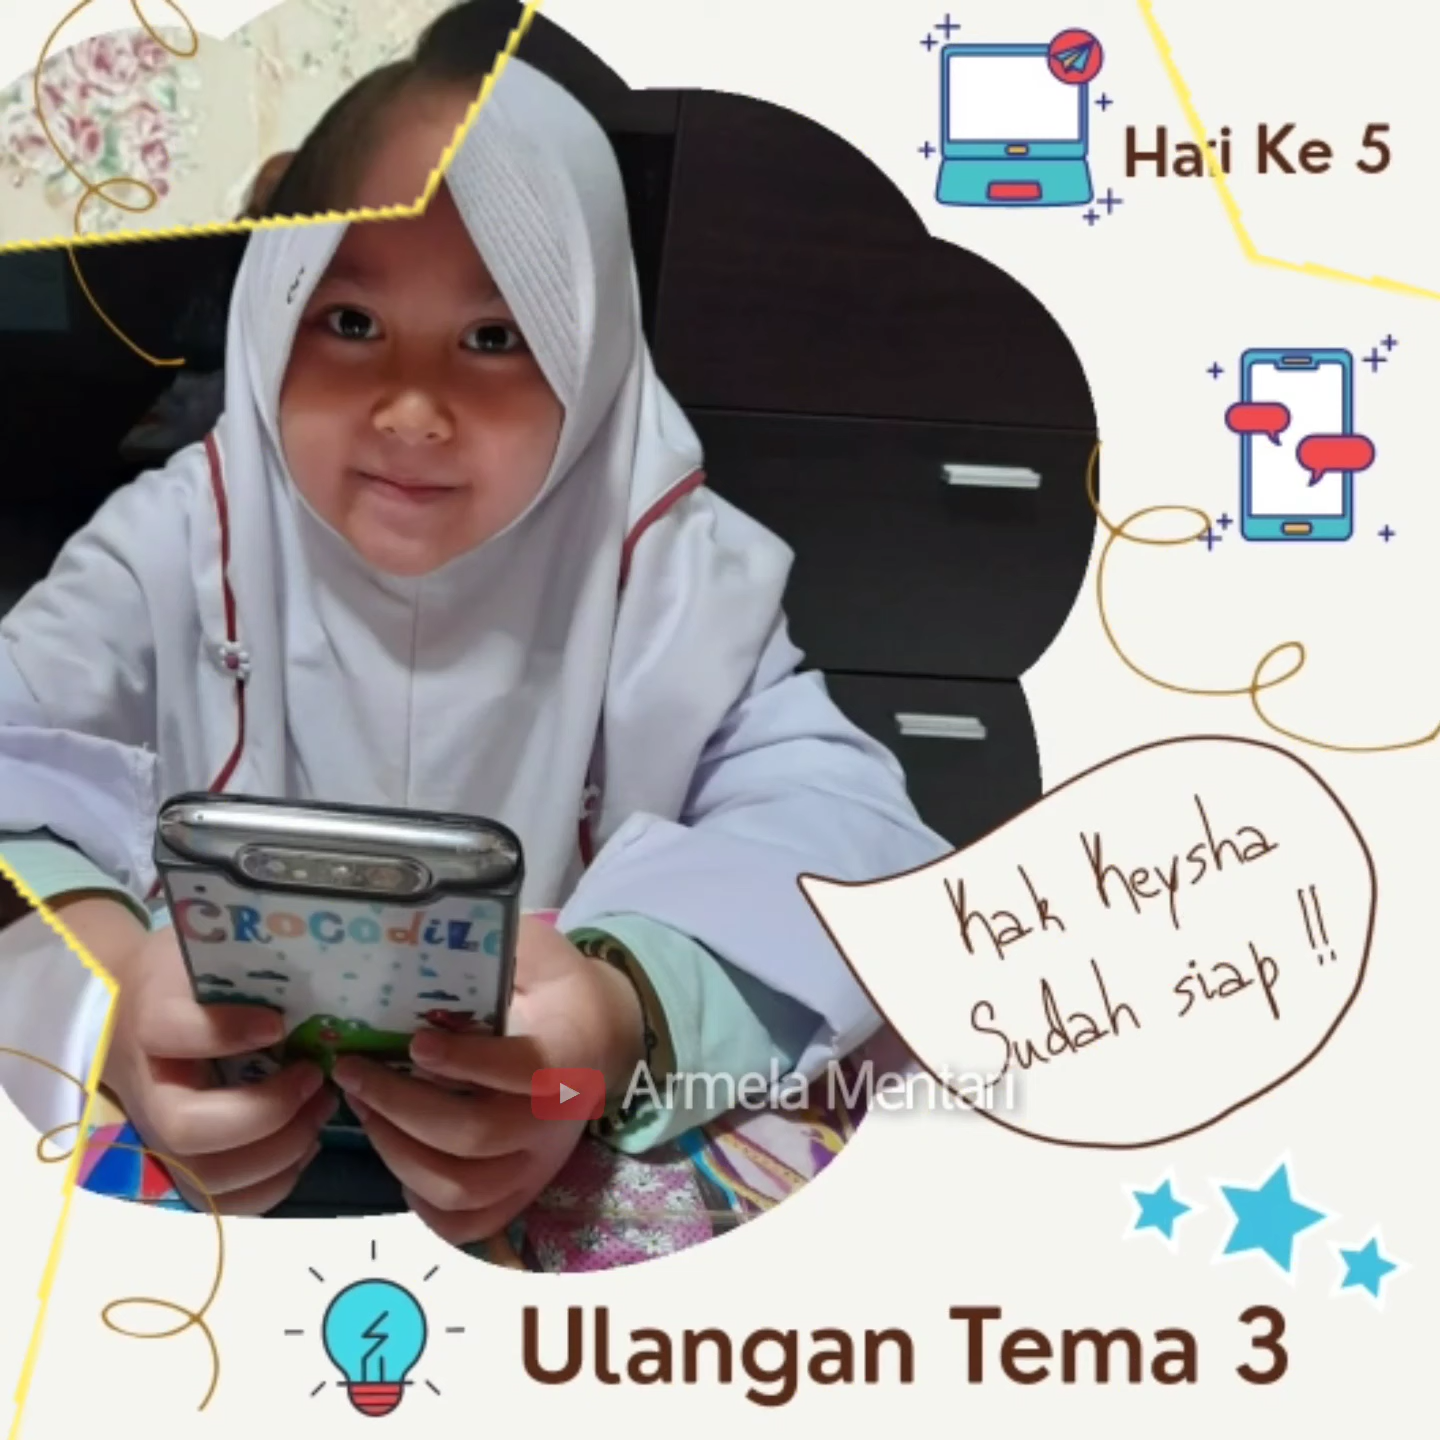 Hari Ke 5
CROCODILE
Kak Keysha
Sudah siap !!
Armela Mentari
Ulangan Tema 3